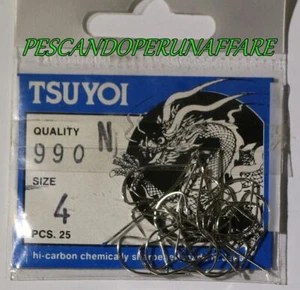 PESCANDOPERUNAFFARE
TSUYOI
QUALITY
990 N
SIZE
4
PCS. 25
hi-carbon chemically